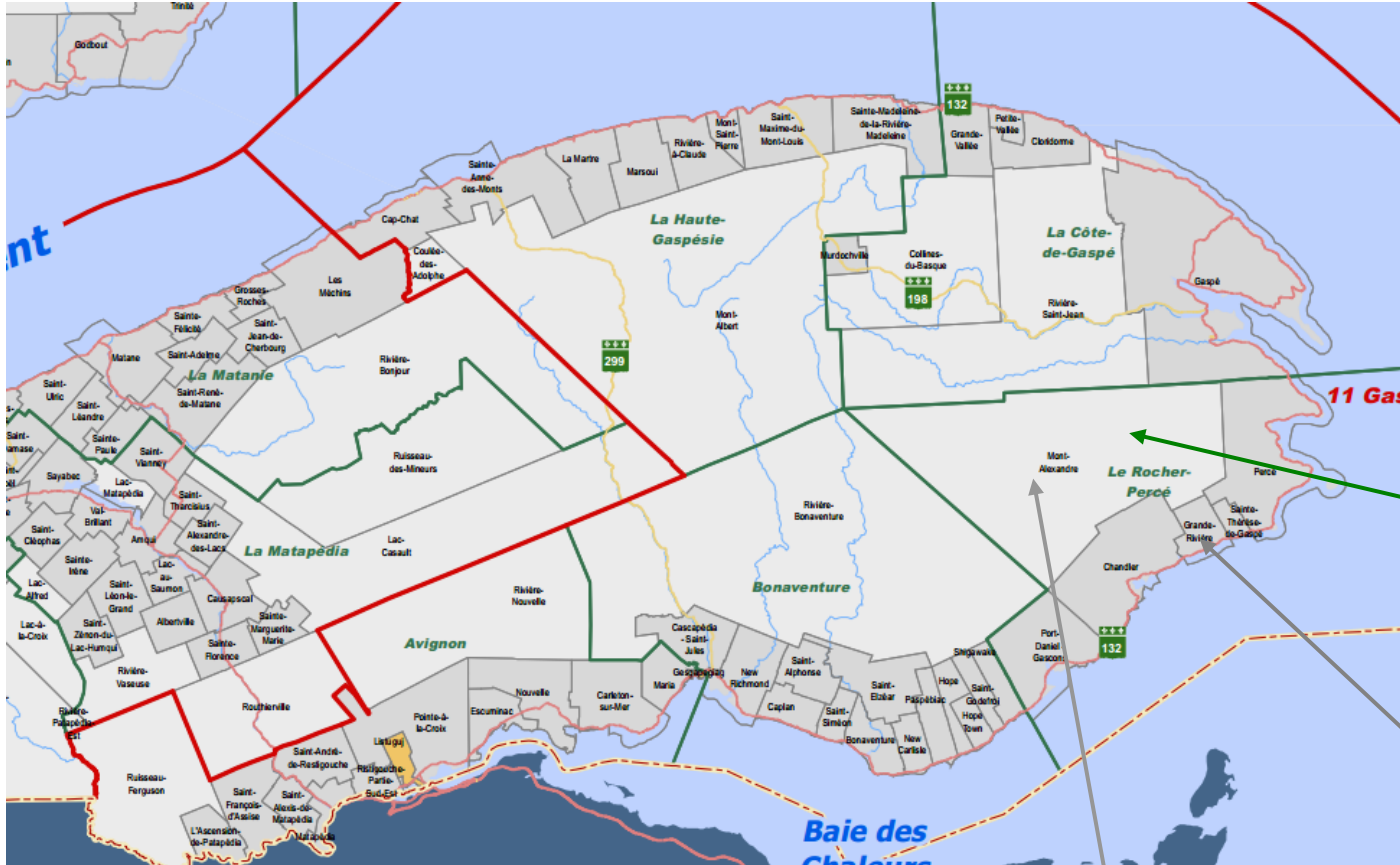 Trinité
Godbout
nt
132
Sainte-Madeleine-
de-la-Rivière-
Madeleine
Saint-
Maxime-du-
Mont-Louis
Mont-
Saint-
Pierre
Rivière-
à-Claude
Marsoui
La Martre
Sainte-
Anne-
des-Monts
Cap-Chat
Grande-
Vallée
Petite-
Vallée
Cloridorme
La Haute-
Gaspésie
La Côte-
de-Gaspé
Coulée-
des-
Adolphe
Les
Méchins
Grosses-
Roches
Sainte-
Félicité
Saint-
Jean-de-
Cherbourg
Matane
Saint-Adelme
La Matanie
Saint-René-
de-Matane
Rivière-
Bonjour
Murdochville
Collines-
du-Basque
198
Rivière-
Saint-Jean
Gaspé
Mont-
Albert
299
11 Gas
Saint-
Ulric
Saint-
Léandre
Sainte-
Paule
Saint-
Vianney
Saint-
Sayabec
Lac-
Matapédia
Val-
Brillant
Amqui
Saint-
Tharcisius
Saint-
Alexandre-
des-Lacs
Ruisseau-
des-Mineurs
Saint-
Cléophas
Sainte-
Irène
Lac-
Alfred
Saint-
Léon-le-
Grand
Lac-
au-
Saumon
Causapscal
La Matapédia
Lac-
Casault
Lac-à-
la-Croix
Saint-
Zénon-du-
Lac-Humqui
Albertville
Sainte-
Florence
Sainte-
Marguerite-
Marie
Rivière-
Vaseuse
Rivière-
Patapédia-
Est
Routhierville
Ruisseau-
Ferguson
Mont-
Alexandre
Le Rocher-
Percé
Percé
Sainte-
Thérèse-
de-Gaspé
Grande-
Rivière
Chandler
Port-
Daniel
Gascons
132
Rivière-
Bonaventure
Bonaventure
Rivière-
Nouvelle
Avignon
Cascapédia
- Saint-
Jules
Gesgapegiag
Maria
New
Richmond
Saint-
Alphonse
Caplan
Saint-
Siméon
Saint-
Elzéar
Bonaventure
Paspébiac
New
Carlisle
Hope
Hope
Town
Saint-
Godefroi
Shigawake
Carleton-
sur-Mer
Nouvelle
Escuminac
Pointe-à-
la-Croix
Listuguj
Ristigouche-
Partie-
Sud-Est
Saint-André-
de-Restigouche
Saint-
François-
d'Assise
Saint-
Alexis-de-
Matapédia
Matapédia
L'Ascension-
de-Patapédia
Baie des
Chaleurs